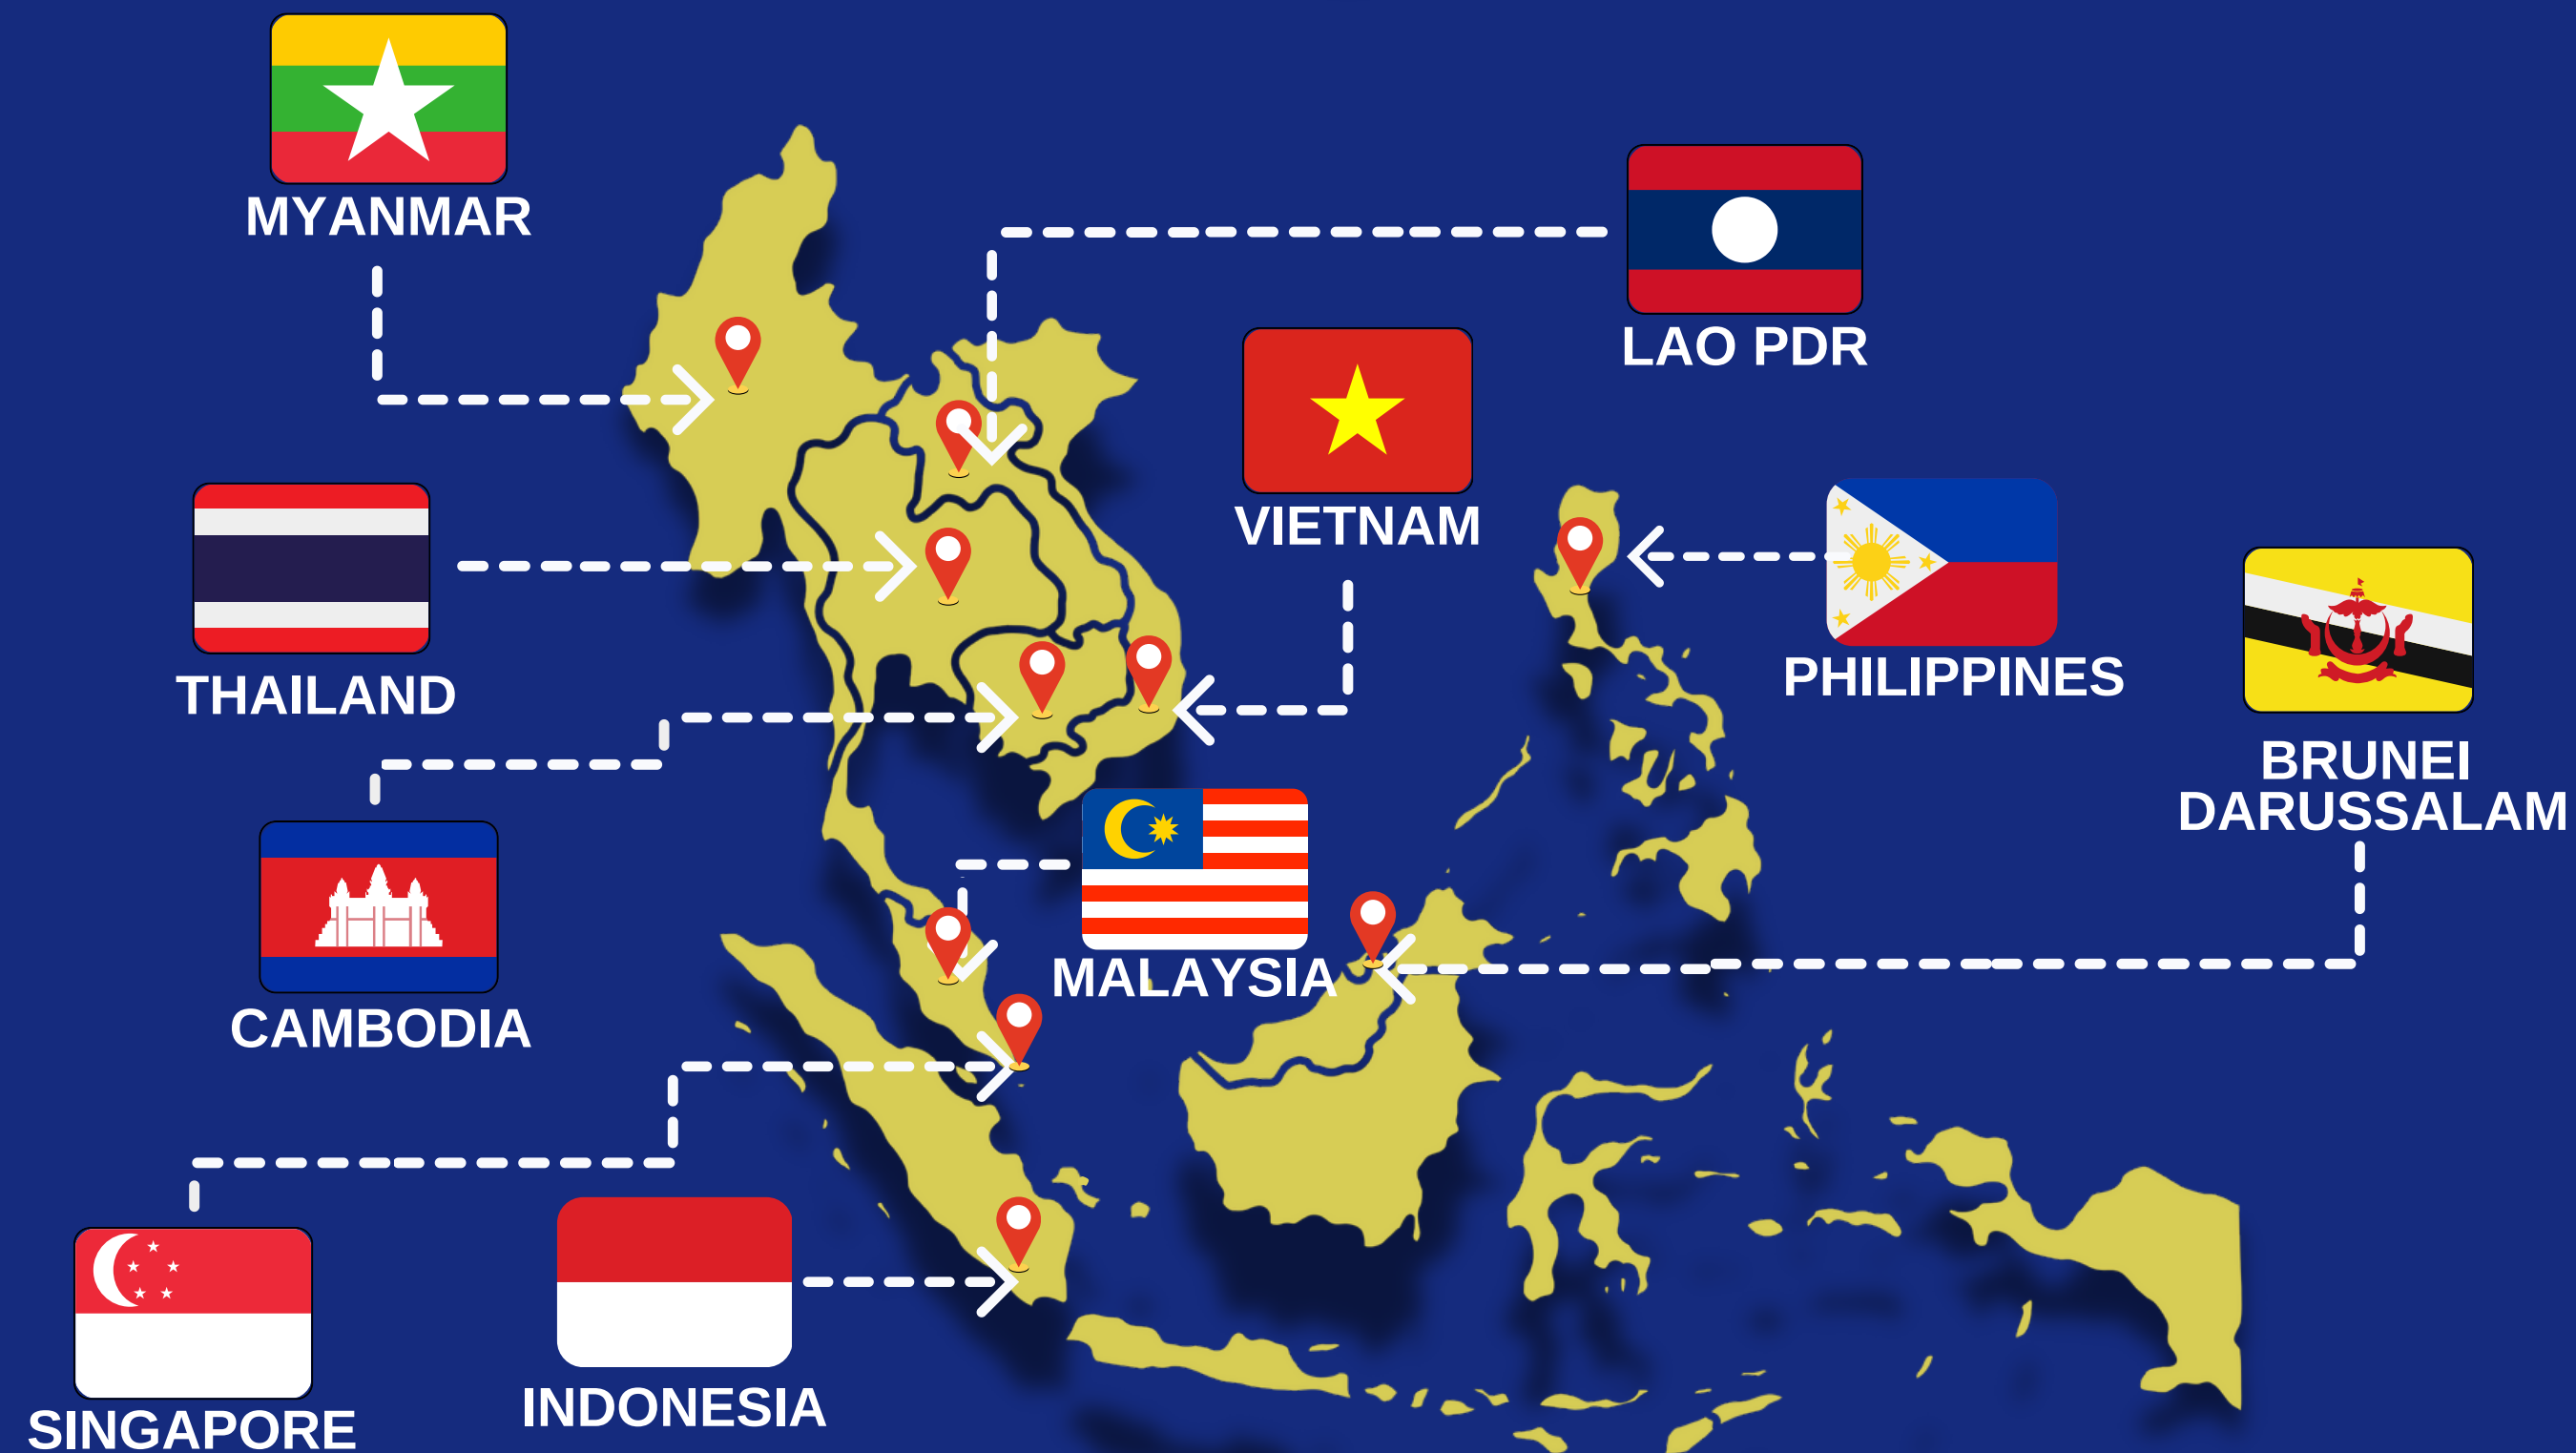 MYANMAR
LAO PDR
VIETNAM
THAILAND
PHILIPPINES
BRUNEI
DARUSSALAM
MALAYSIA
CAMBODIA
INDONESIA
SINGAPORE